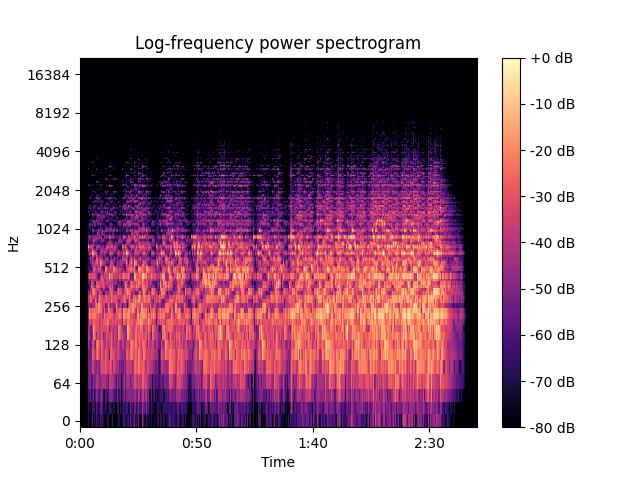 Log-frequency power spectrogram
16384
8192
4096
2048
1024
512
256
128
64
0
Hz
0:00
0:50
1:40
2:30
Time
+0 dB
-10 dB
-20 dB
-30 dB
-40 dB
-50 dB
-60 dB
-70 dB
-80 dB